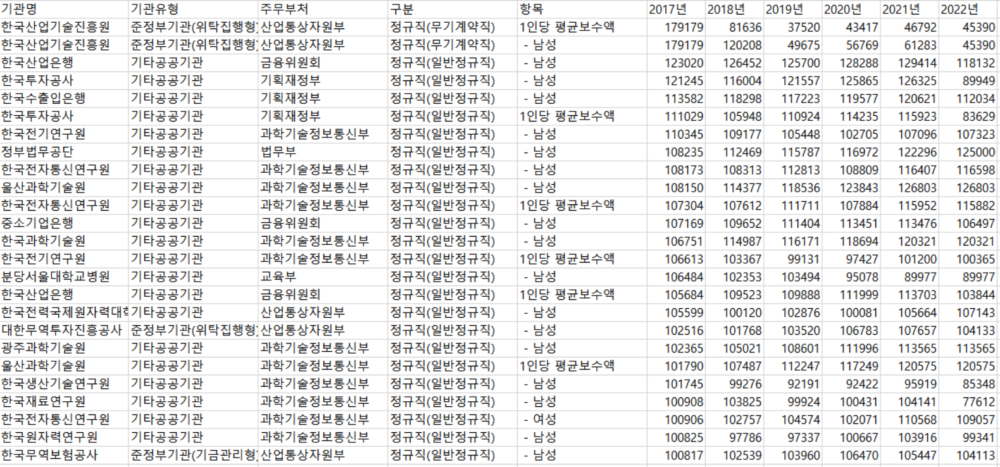 기관명 기관유형 주무부처 구분 항목 2017년 2018년 2019년 2020년 2021년 2022년
한국산업기술진흥원 준정부기관(위탁집행형) 산업통상자원부 정규직(무기계약직) 1인당 평균보수액 179179 81636 37520 43417 46792 45390
한국산업기술진흥원 준정부기관(위탁집행형) 산업통상자원부 정규직(무기계약직) - 남성 179179 120208 49675 56769 61283 45390
한국산업은행 기타공공기관 금융위원회 정규직(일반정규직) - 남성 123020 126452 125700 128288 129414 118132
한국투자공사 기타공공기관 기획재정부 정규직(일반정규직) - 남성 121245 116004 121557 125865 126325 89949
한국수출입은행 기타공공기관 기획재정부 정규직(일반정규직) - 남성 113582 118298 117223 119577 120621 112034
한국투자공사 기타공공기관 기획재정부 정규직(일반정규직) 1인당 평균보수액 111029 105948 110924 114235 115923 83629
한국전기연구원 기타공공기관 과학기술정보통신부 정규직(일반정규직) - 남성 110345 109177 105448 102705 107096 107323
정부법무공단 기타공공기관 법무부 정규직(일반정규직) - 남성 108235 112469 115787 116972 122296 125000
한국전자통신연구원 기타공공기관 과학기술정보통신부 정규직(일반정규직) - 남성 108173 108313 112813 108809 116407 116598
울산과학기술원 기타공공기관 과학기술정보통신부 정규직(일반정규직) - 남성 108150 114377 118536 123843 126803 126803
한국전자통신연구원 기타공공기관 과학기술정보통신부 정규직(일반정규직) 1인당 평균보수액 107304 107612 111711 107884 115952 115882
중소기업은행 기타공공기관 금융위원회 정규직(일반정규직) - 남성 107169 109652 111404 113451 113476 106497
한국과학기술원 기타공공기관 과학기술정보통신부 정규직(일반정규직) - 남성 106751 114987 116171 118694 120321 120321
한국전기연구원 기타공공기관 과학기술정보통신부 정규직(일반정규직) 1인당 평균보수액 106613 103367 99131 97427 101200 100365
분당서울대학교병원 기타공공기관 교육부 정규직(일반정규직) - 남성 106484 102353 103494 95078 89977 89977
한국산업은행 기타공공기관 금융위원회 정규직(일반정규직) 1인당 평균보수액 105684 109523 109888 111999 113703 103844
한국전력국제원자력대학 기타공공기관 산업통상자원부 정규직(일반정규직) - 남성 105599 100120 102876 100081 105664 107143
대한무역투자진흥공사 준정부기관(위탁집행형) 산업통상자원부 정규직(일반정규직) - 남성 102516 101768 103520 106783 107657 104133
광주과학기술원 기타공공기관 과학기술정보통신부 정규직(일반정규직) - 남성 102365 105021 108601 111996 113565 113565
울산과학기술원 기타공공기관 과학기술정보통신부 정규직(일반정규직) 1인당 평균보수액 101790 107487 112247 117249 120575 120575
한국생산기술연구원 기타공공기관 과학기술정보통신부 정규직(일반정규직) - 남성 101745 99276 92191 92422 95919 85348
한국재료연구원 기타공공기관 과학기술정보통신부 정규직(일반정규직) - 남성 100908 103825 99924 100431 104141 77612
한국전자통신연구원 기타공공기관 과학기술정보통신부 정규직(일반정규직) - 여성 100906 102757 104574 102071 110568 109057
한국원자력연구원 기타공공기관 과학기술정보통신부 정규직(일반정규직) - 남성 100825 97786 97337 100667 103916 99341
한국무역보험공사 준정부기관(기금관리형) 산업통상자원부 정규직(일반정규직) - 남성 100817 102539 103960 106470 105447 104113